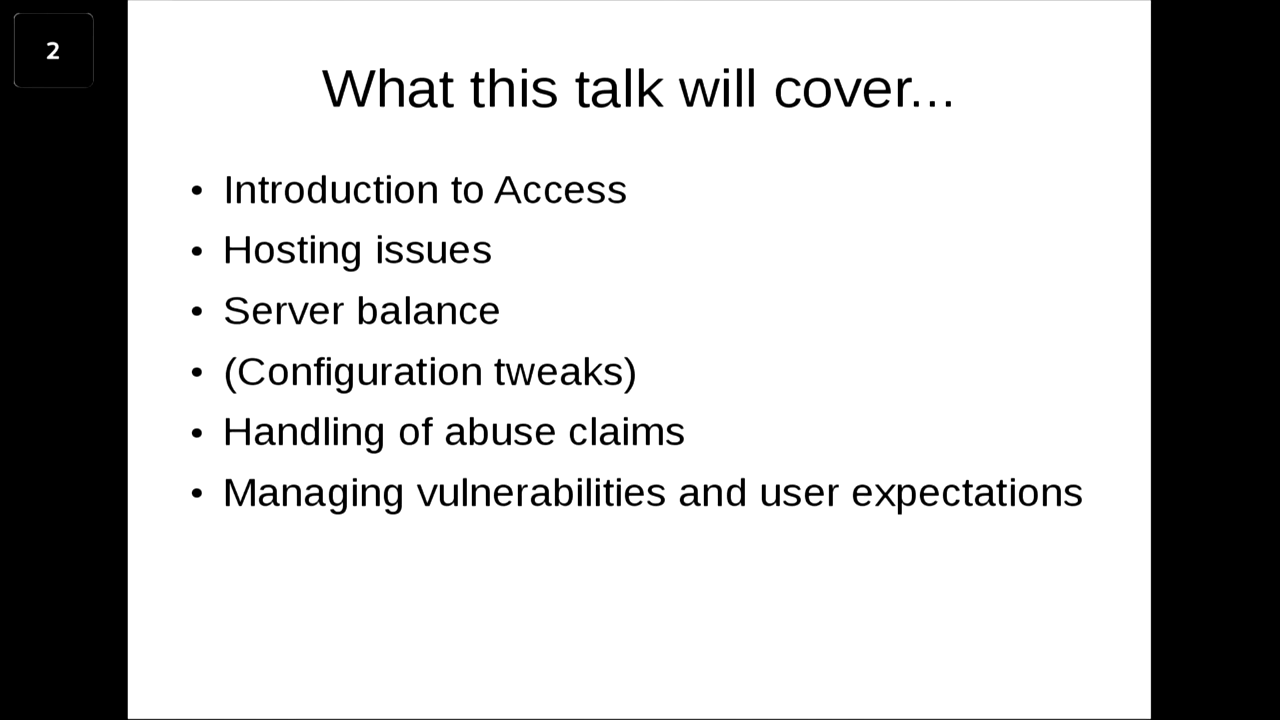 2
What this talk will cover...
• Introduction to Access
• Hosting issues
• Server balance
• (Configuration tweaks)
• Handling of abuse claims
• Managing vulnerabilities and user expectations